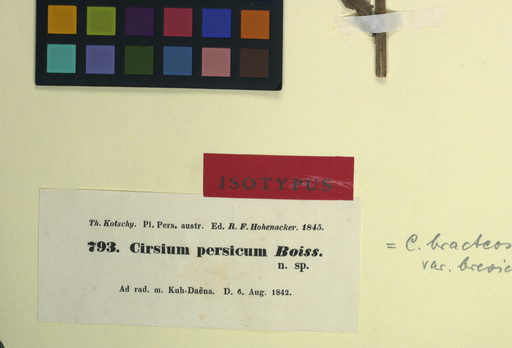 ISOTYPUS
Th. Kotschy. Pl. Pers. austr. Ed. R. F. Hohenacker. 1845.
793. Cirsium persicum Boiss.
n. sp.
Ad rad. m. Kuh-Daëna. D. 6. Aug. 1842.
= C. bracteos
var. brevic